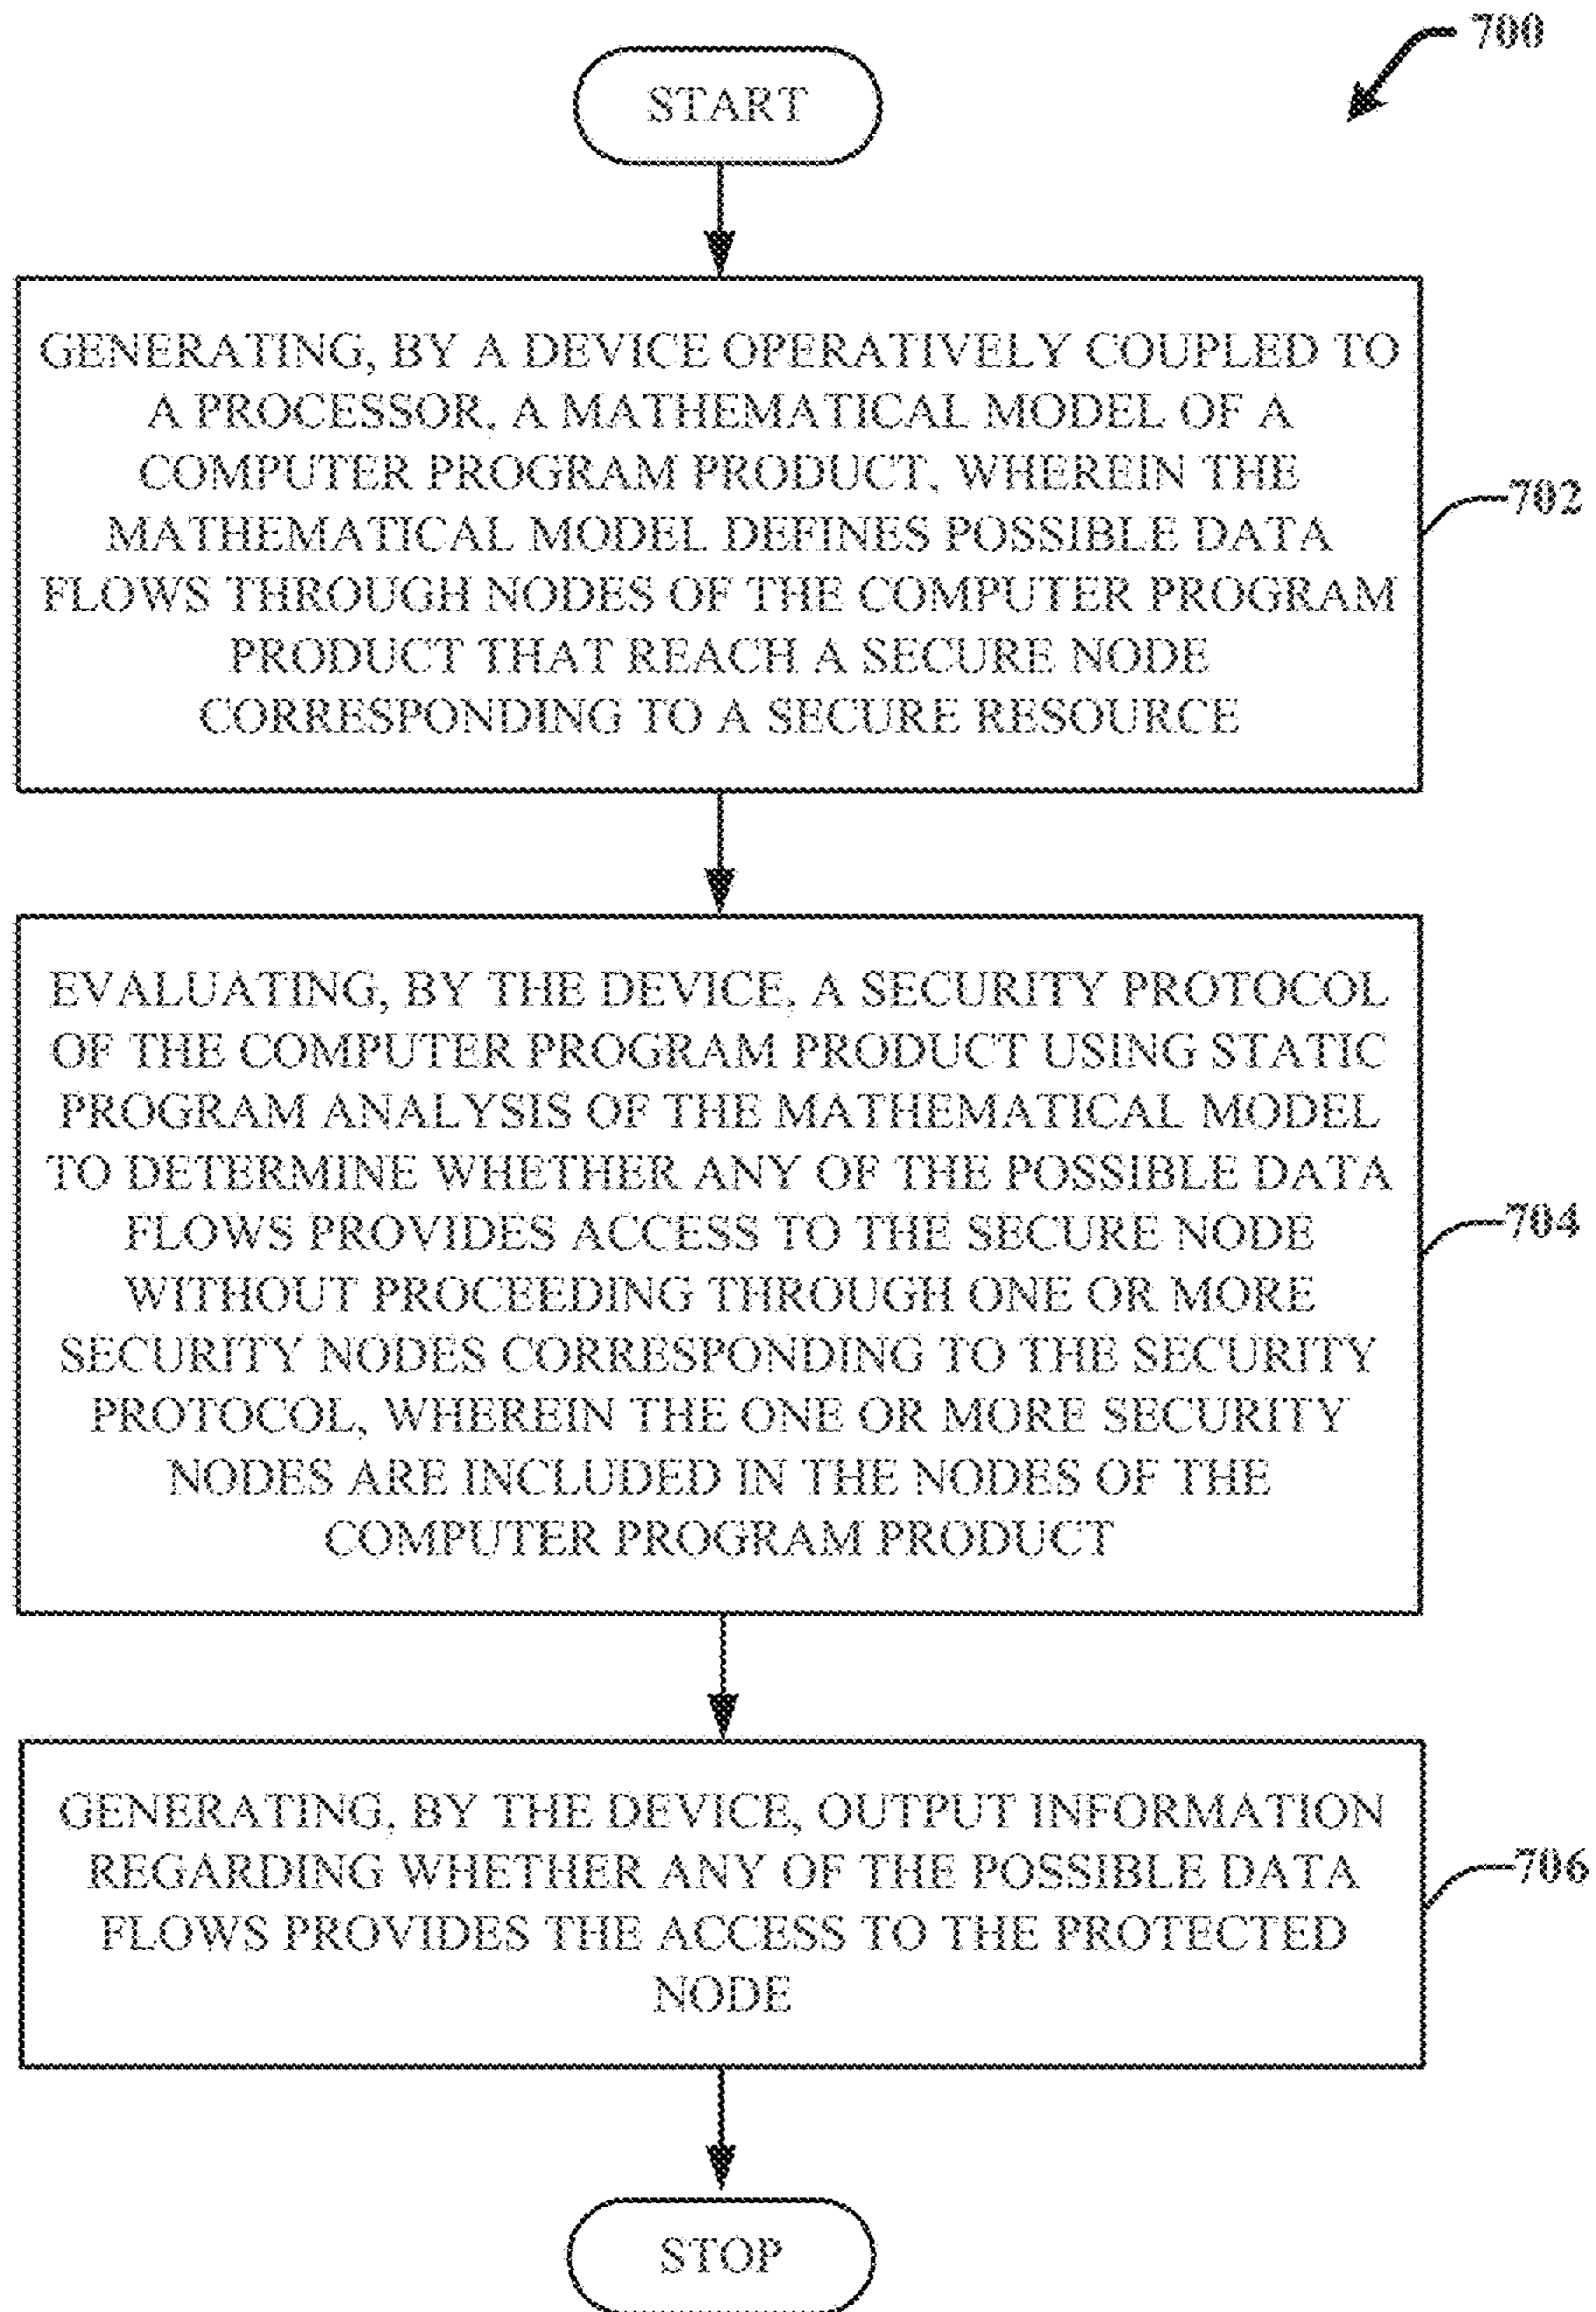 700
START
GENERATING, BY A DEVICE OPERATIVELY COUPLED TO
A PROCESSOR, A MATHEMATICAL MODEL OF A
COMPUTER PROGRAM PRODUCT, WHEREIN THE
MATHEMATICAL MODEL DEFINES POSSIBLE DATA
FLOWS THROUGH NODES OF THE COMPUTER PROGRAM
PRODUCT THAT REACH A SECURE NODE
CORRESPONDING TO A SECURE RESOURCE
702
EVALUATING, BY THE DEVICE, A SECURITY PROTOCOL
OF THE COMPUTER PROGRAM PRODUCT USING STATIC
PROGRAM ANALYSIS OF THE MATHEMATICAL MODEL
TO DETERMINE WHETHER ANY OF THE POSSIBLE DATA
FLOWS PROVIDES ACCESS TO THE SECURE NODE
WITHOUT PROCEEDING THROUGH ONE OR MORE
SECURITY NODES CORRESPONDING TO THE SECURITY
PROTOCOL, WHEREIN THE ONE OR MORE SECURITY
NODES ARE INCLUDED IN THE NODES OF THE
COMPUTER PROGRAM PRODUCT
704
GENERATING, BY THE DEVICE, OUTPUT INFORMATION
REGARDING WHETHER ANY OF THE POSSIBLE DATA
FLOWS PROVIDES THE ACCESS TO THE PROTECTED
NODE
706
STOP